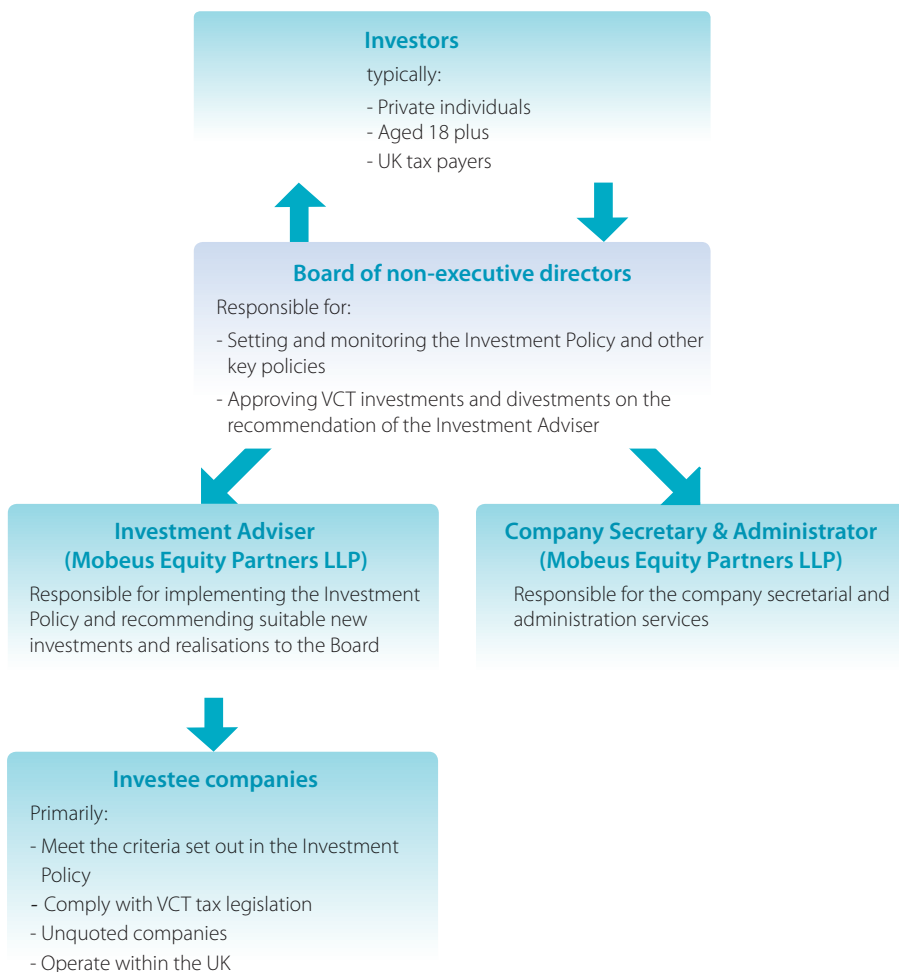 Investors
typically:
- Private individuals
- Aged 18 plus
- UK tax payers
Board of non-executive directors
Responsible for:
- Setting and monitoring the Investment Policy and other
key policies
- Approving VCT investments and divestments on the
recommendation of the Investment Adviser
Investment Adviser
(Mobeus Equity Partners LLP)
Responsible for implementing the Investment
Policy and recommending suitable new
investments and realisations to the Board
Company Secretary & Administrator
(Mobeus Equity Partners LLP)
Responsible for the company secretarial and
administration services
Investee companies
Primarily:
- Meet the criteria set out in the Investment
Policy
- Comply with VCT tax legislation
- Unquoted companies
- Operate within the UK